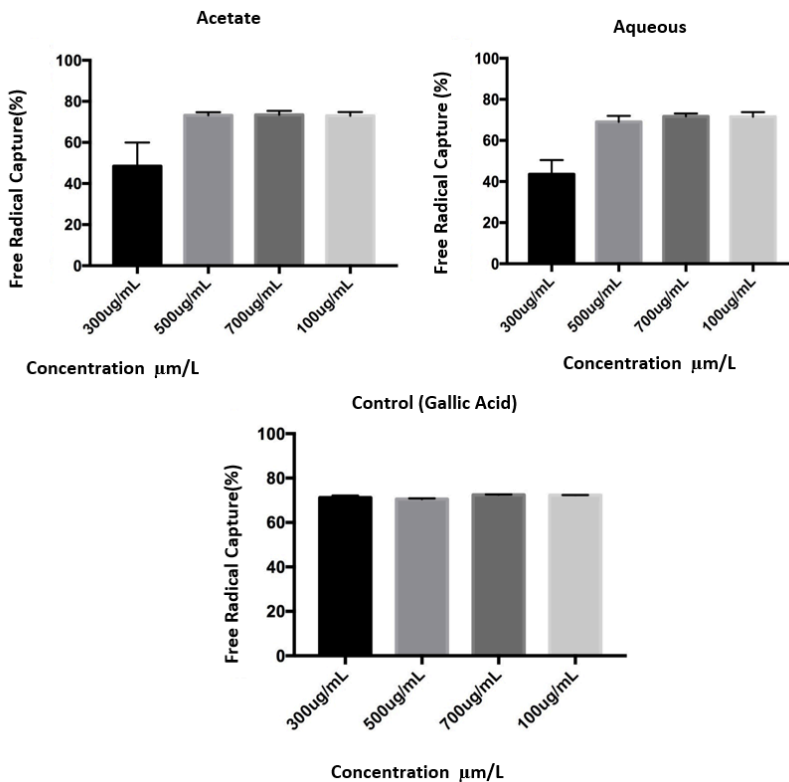 Acetate
Free Radical Capture(%)
100
80
60
40
20
0
300ug/mL
500ug/mL
700ug/mL
100ug/mL
Concentration μm/L
Aqueous
Free Radical Capture (%)
100
80
60
40
20
0
300ug/mL
500ug/mL
700ug/mL
100ug/mL
Concentration μm/L
Control (Gallic Acid)
Free Radical Capture(%)
100
80
60
40
20
0
300ug/mL
500ug/mL
700ug/mL
100ug/mL
Concentration μm/L